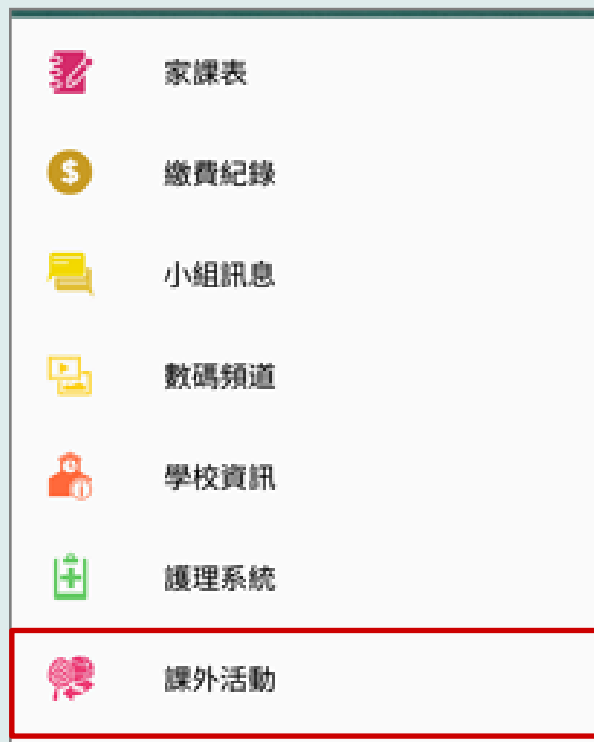 家課表
繳費紀錄
小組訊息
數碼頻道
學校資訊
護理系統
課外活動